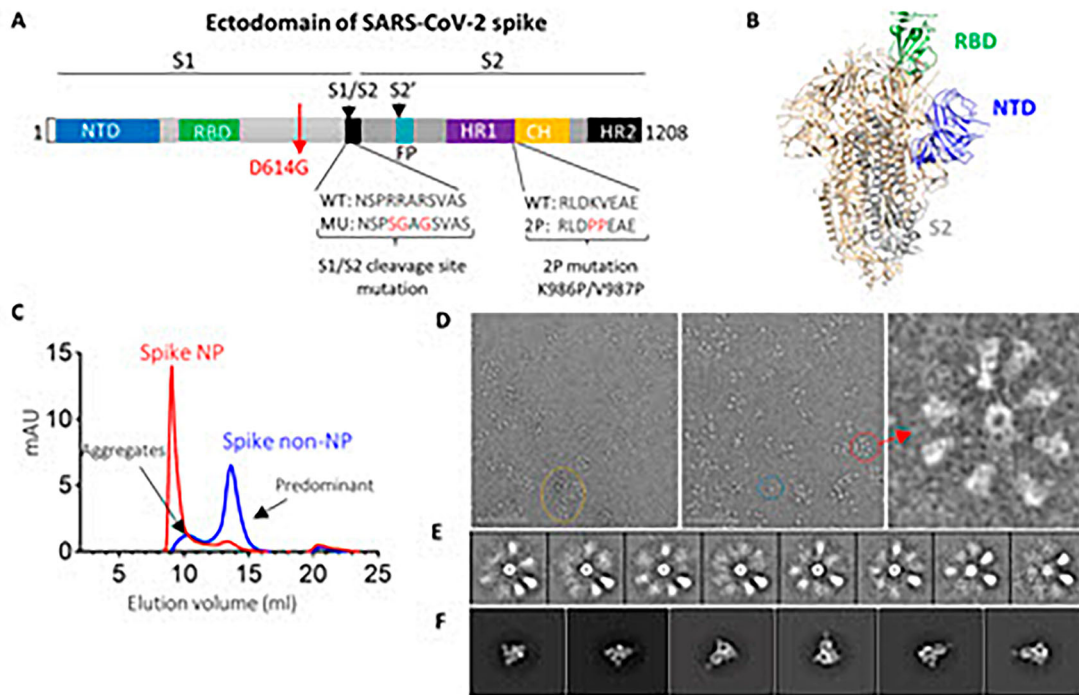 A
Ectodomain of SARS-CoV-2 spike
S1
S2
S1/S2
S2'
1
NTD
RBD
HR1
CH
HR2
1208
D614G
FP
WT: NSPRRARSVAS
MU: NSPSGAGSVAS
S1/S2 cleavage site
mutation
WT: RLDKVEAE
2P: RLDPPEAE
2P mutation
K986P/V987P
B
RBD
NTD
S2
C
15
10
5
0
mAU
Spike NP
Aggregates
Spike non-NP
Predominant
5
10
15
20
25
Elution volume (ml)
D
E
F